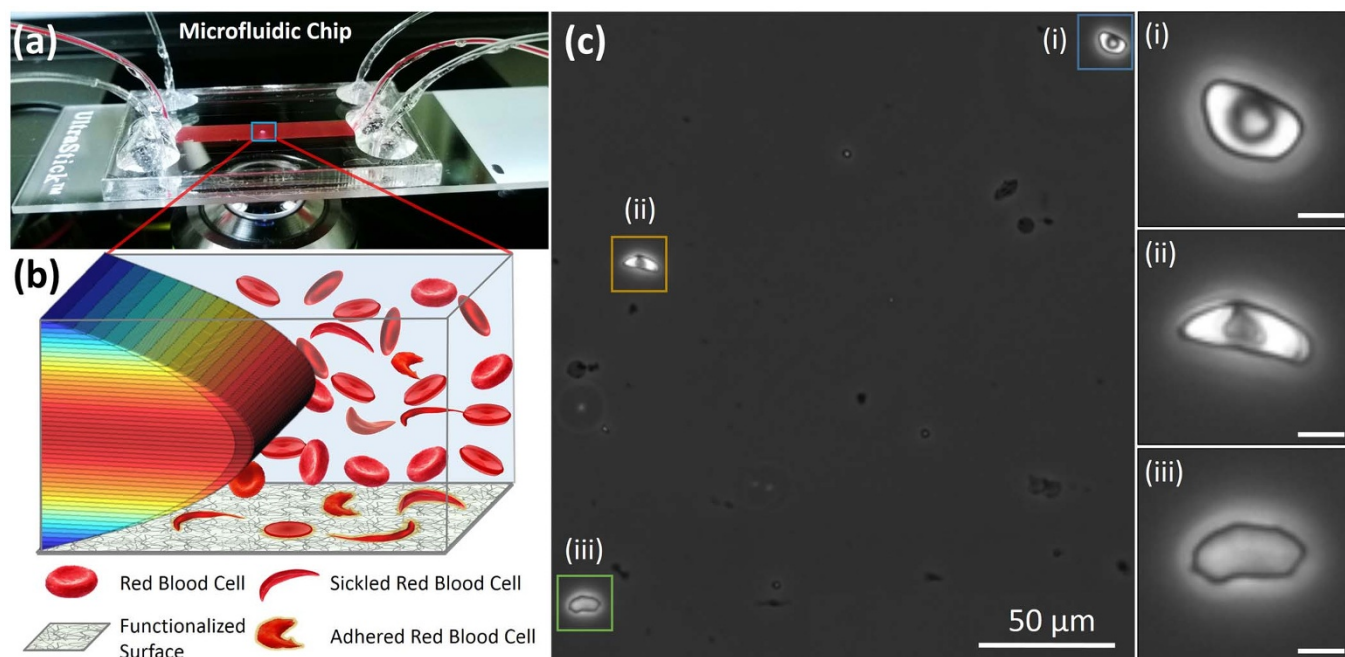 (a)
Microfluidic Chip
UltraStick™
(b)
Red Blood Cell
Sickled Red Blood Cell
Functionalized
Surface
Adhered Red Blood Cell
(c)
(i)
(ii)
(iii)
50 μm
(i)
(ii)
(iii)